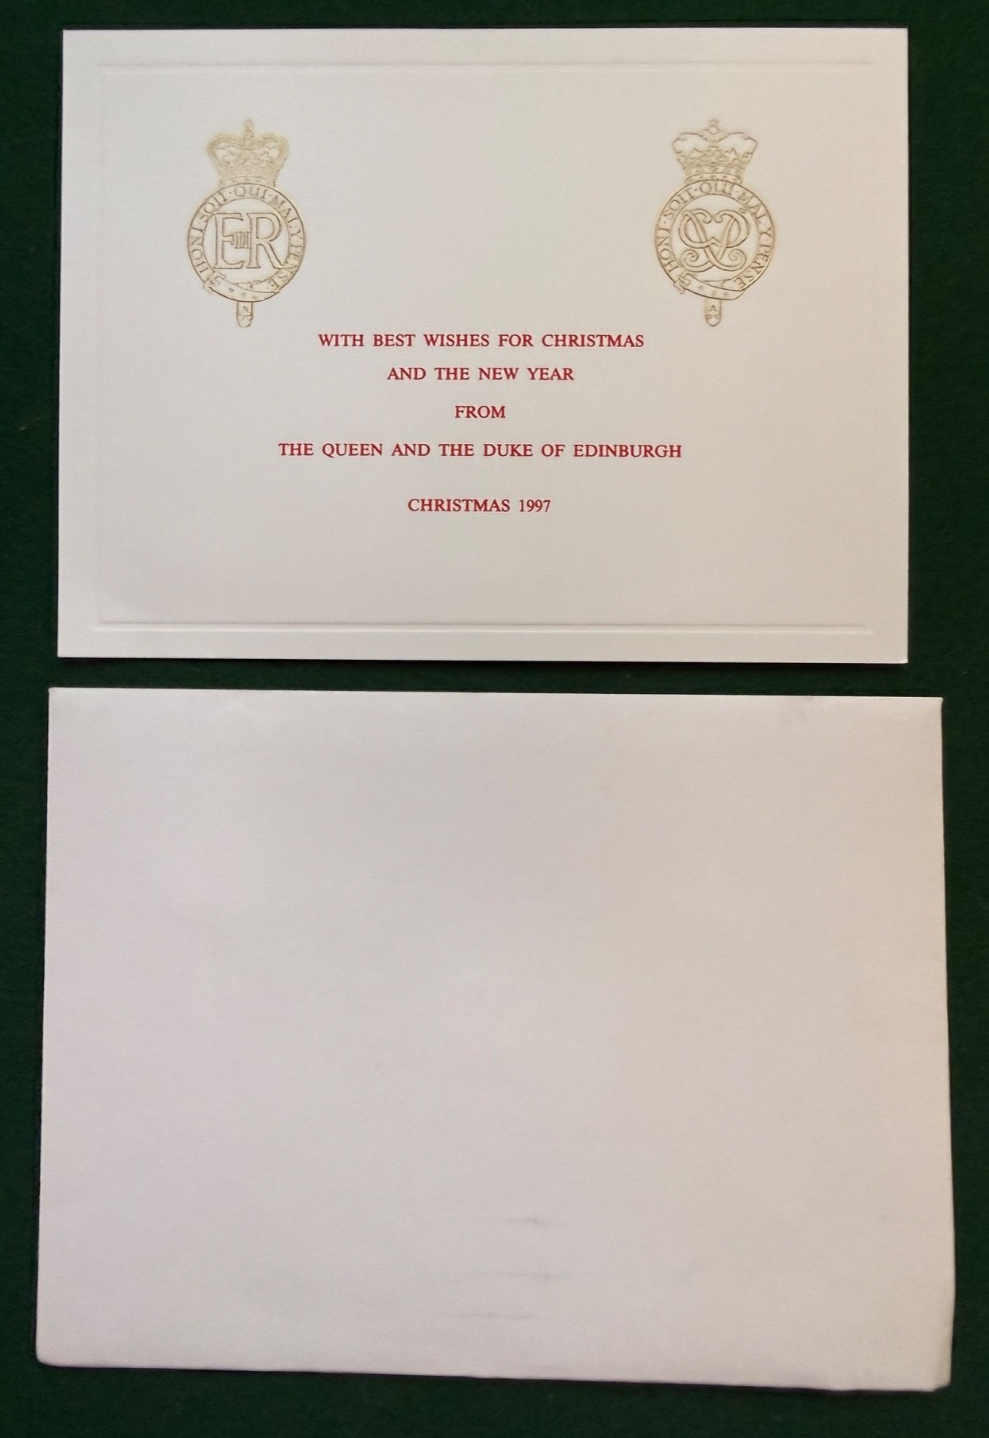 HONI·SOIT·QUI·MAL·Y·PENSE
EIIR
HONI·SOIT·QUI·MAL·Y·PENSE
WITH BEST WISHES FOR CHRISTMAS
AND THE NEW YEAR
FROM
THE QUEEN AND THE DUKE OF EDINBURGH
CHRISTMAS 1997